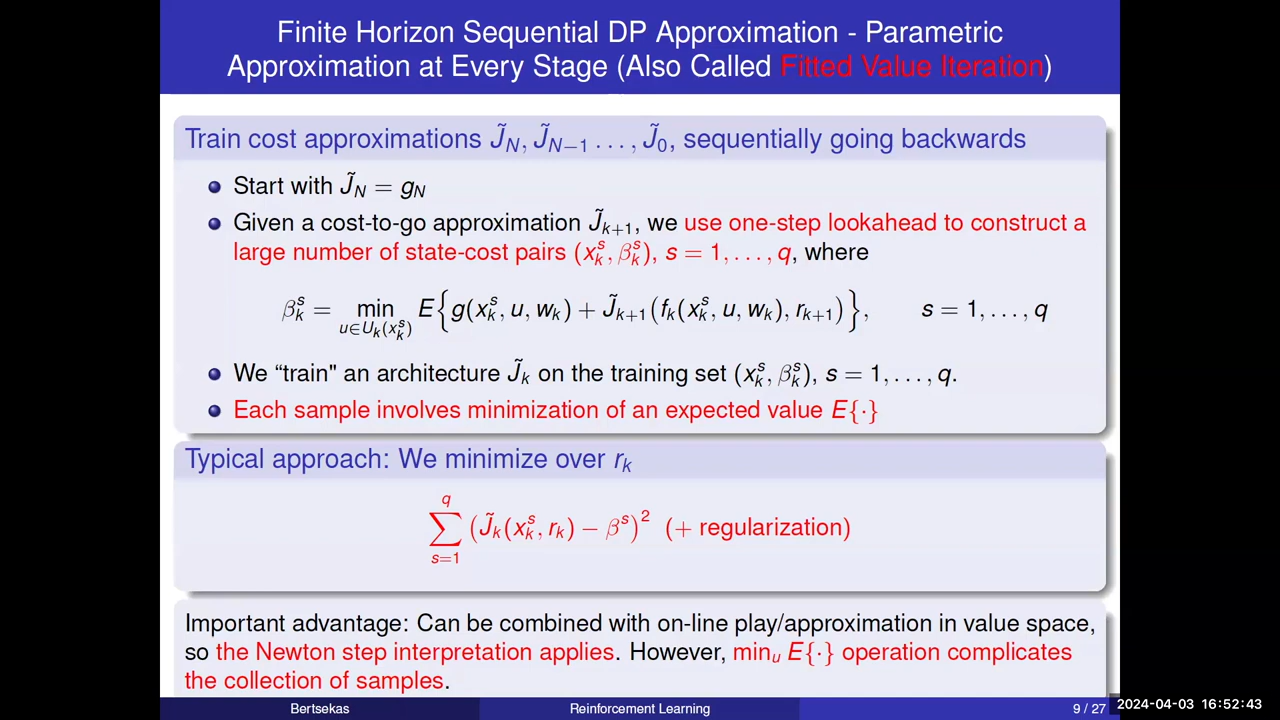 Finite Horizon Sequential DP Approximation - Parametric
Approximation at Every Stage (Also Called Fitted Value Iteration)
Train cost approximations J̃_N, J̃_{N−1} . . . , J̃_0, sequentially going backwards
Start with J̃_N = g_N
Given a cost-to-go approximation J̃_{k+1}, we use one-step lookahead to construct a
large number of state-cost pairs (x_k^s, β_k^s), s = 1, . . . , q, where
β_k^s = min_{u∈U_k(x_k^s)} E{g(x_k^s, u, w_k) + J̃_{k+1}(f_k(x_k^s, u, w_k), r_{k+1})}, s = 1, . . . , q
We “train" an architecture J̃_k on the training set (x_k^s, β_k^s), s = 1, . . . , q.
Each sample involves minimization of an expected value E{·}
Typical approach: We minimize over r_k
∑_{s=1}^q (J̃_k(x_k^s, r_k) − β^s)^2 (+ regularization)
Important advantage: Can be combined with on-line play/approximation in value space,
so the Newton step interpretation applies. However, min_u E{·} operation complicates
the collection of samples.
Bertsekas Reinforcement Learning 9 / 27
2024-04-03 16:52:43